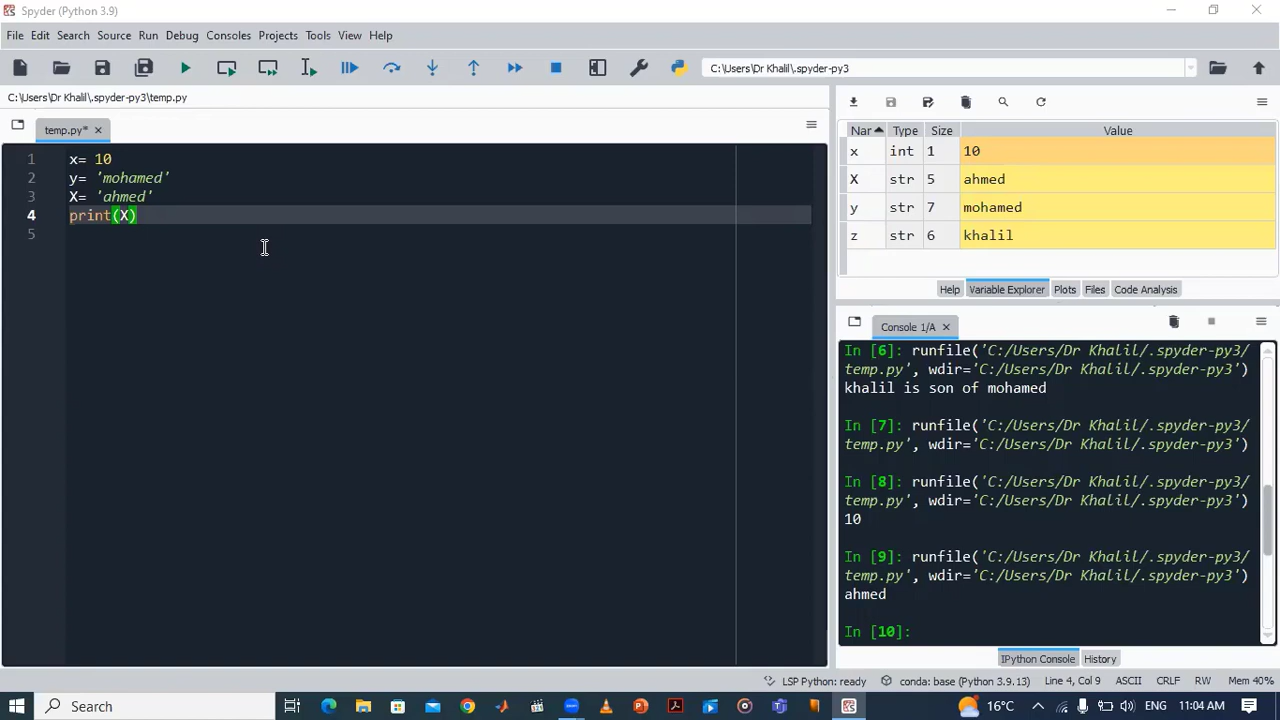 Spyder (Python 3.9)
File Edit Search Source Run Debug Consoles Projects Tools View Help
C:\Users\Dr Khalil\.spyder-py3
C:\Users\Dr Khalil\.spyder-py3\temp.py
temp.py*
1 x= 10
2 y= 'mohamed'
3 X= 'ahmed'
4 print(X)
5
Nar Type Size Value
x int 1 10
X str 5 ahmed
y str 7 mohamed
z str 6 khalil
Help Variable Explorer Plots Files Code Analysis
Console 1/A
In [6]: runfile('C:/Users/Dr Khalil/.spyder-py3/
temp.py', wdir='C:/Users/Dr Khalil/.spyder-py3')
khalil is son of mohamed
In [7]: runfile('C:/Users/Dr Khalil/.spyder-py3/
temp.py', wdir='C:/Users/Dr Khalil/.spyder-py3')
In [8]: runfile('C:/Users/Dr Khalil/.spyder-py3/
temp.py', wdir='C:/Users/Dr Khalil/.spyder-py3')
10
In [9]: runfile('C:/Users/Dr Khalil/.spyder-py3/
temp.py', wdir='C:/Users/Dr Khalil/.spyder-py3')
ahmed
In [10]:
IPython Console History
LSP Python: ready conda: base (Python 3.9.13) Line 4, Col 9 ASCII CRLF RW Mem 40%
Search 16°C 11:04 AM